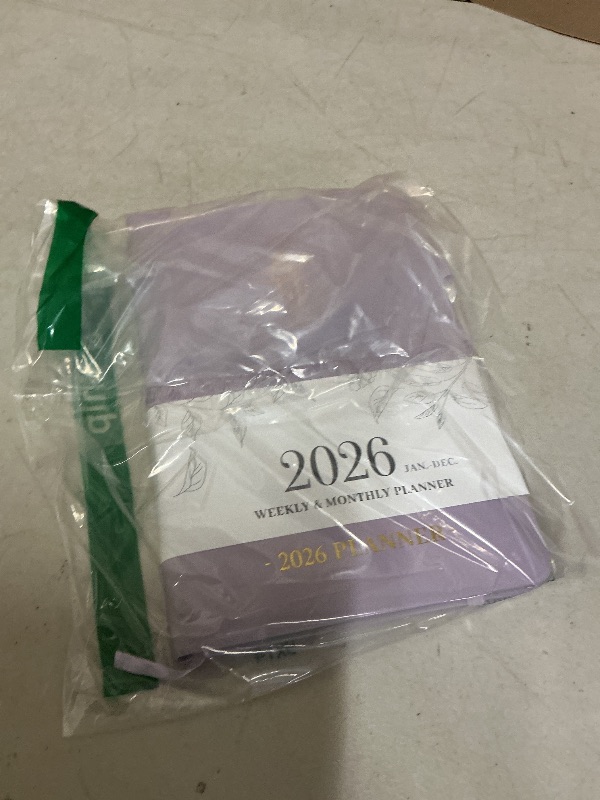 2026 JAN.-DEC.
WEEKLY & MONTHLY PLANNER
- 2026 PLANNER -